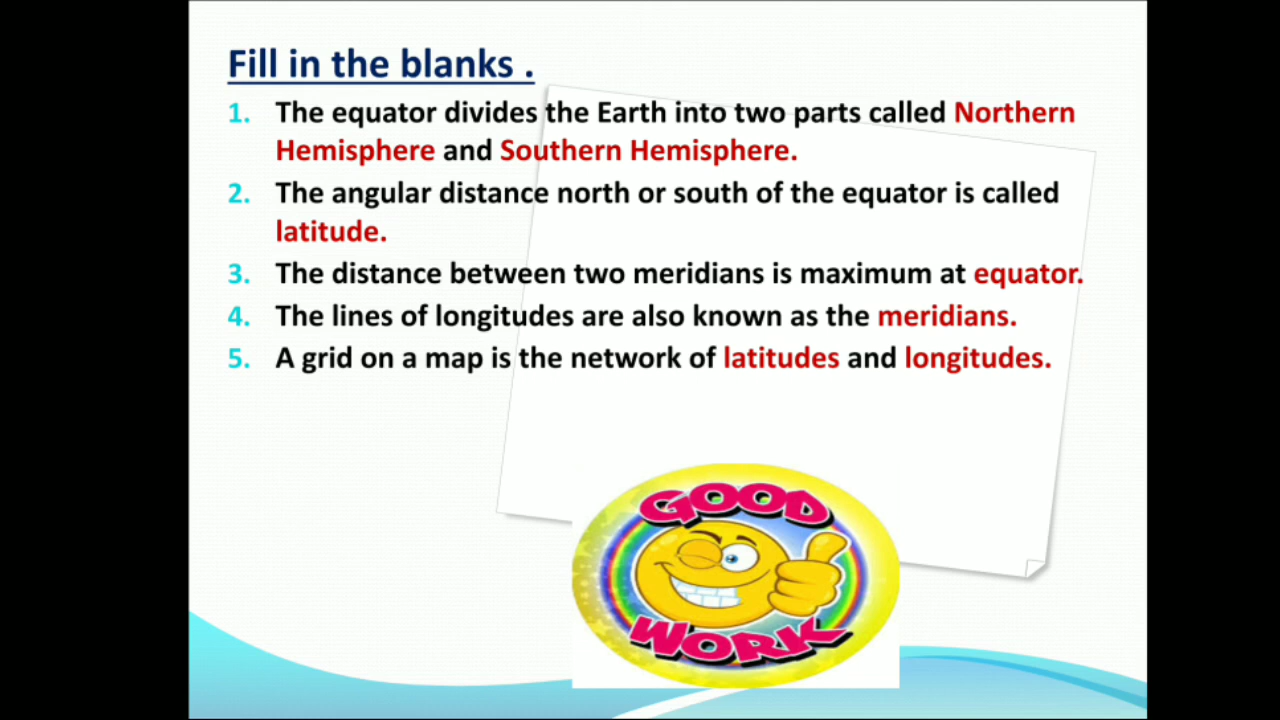 Fill in the blanks .
1. The equator divides the Earth into two parts called Northern
Hemisphere and Southern Hemisphere.
2. The angular distance north or south of the equator is called
latitude.
3. The distance between two meridians is maximum at equator.
4. The lines of longitudes are also known as the meridians.
5. A grid on a map is the network of latitudes and longitudes.
GOOD
WORK